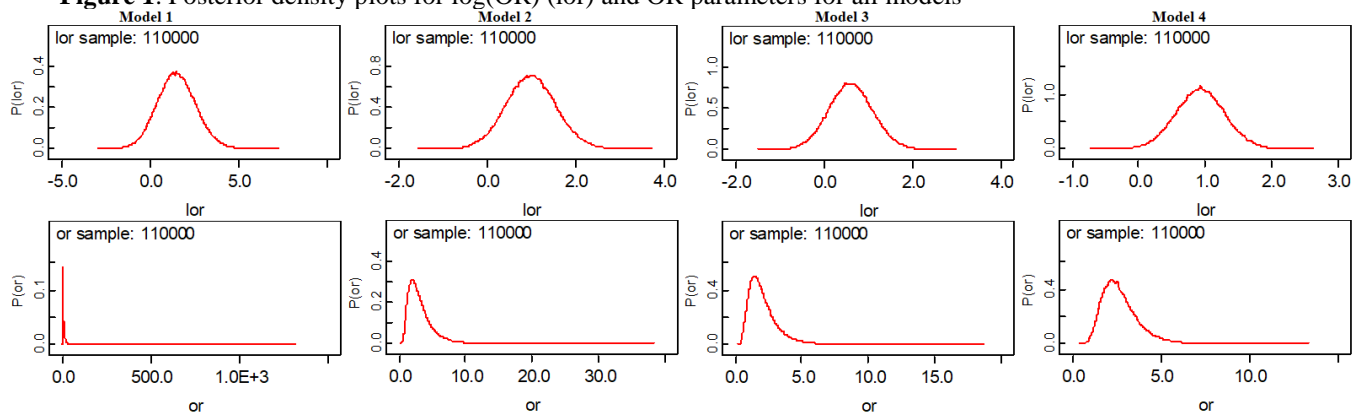 Figure 1. Posterior density plots for log(OR) (lor) and OR parameters for all models
Model 1 Model 2 Model 3 Model 4
lor sample: 110000 lor sample: 110000 lor sample: 110000 lor sample: 110000
P(lor) 0.0 0.2 0.4 P(lor) 0.0 0.4 0.8 P(lor) 0.0 0.5 1.0 P(lor) 0.0 1.0
-5.0 0.0 5.0 -2.0 0.0 2.0 4.0 -2.0 0.0 2.0 4.0 -1.0 0.0 1.0 2.0 3.0
lor lor lor lor
or sample: 110000 or sample: 110000 or sample: 110000 or sample: 110000
P(or) 0.0 0.1 P(or) 0.0 0.2 0.4 P(or) 0.0 0.4 P(or) 0.0 0.4
0.0 500.0 1.0E+3 0.0 10.0 20.0 30.0 0.0 5.0 10.0 15.0 0.0 5.0 10.0
or or or or